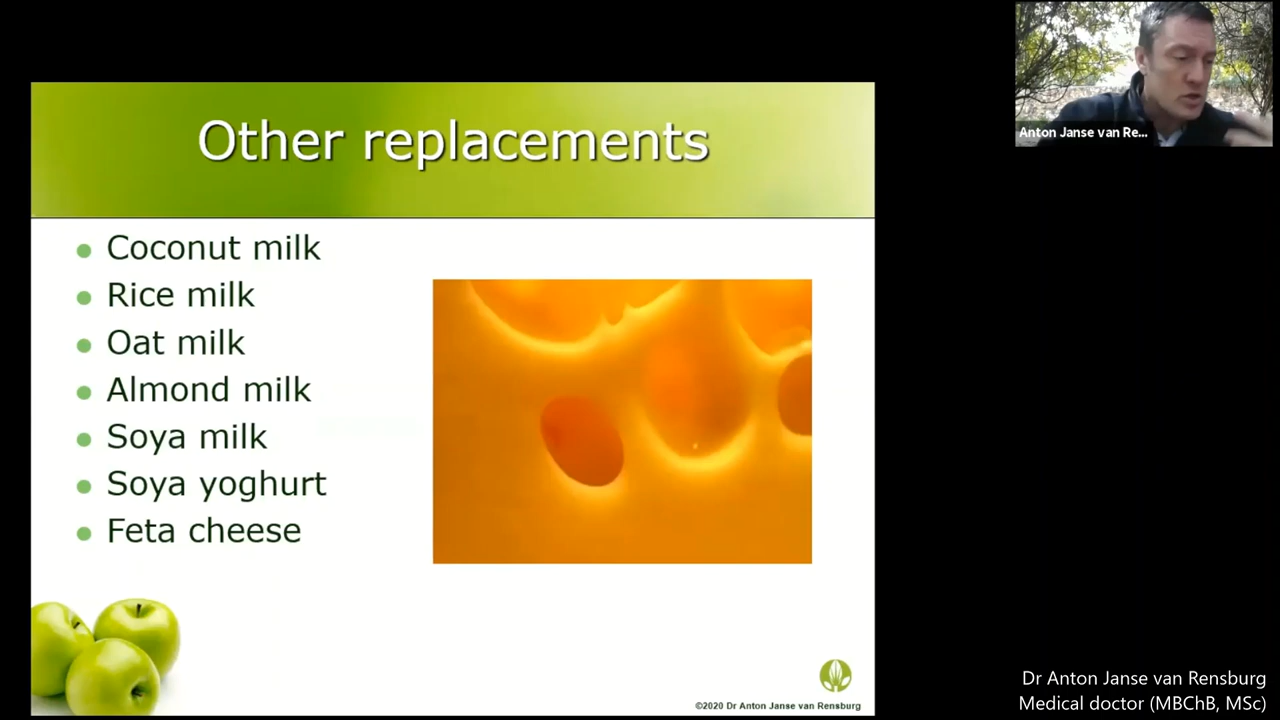 Other replacements
Coconut milk
Rice milk
Oat milk
Almond milk
Soya milk
Soya yoghurt
Feta cheese
©2020 Dr Anton Janse van Rensburg
Anton Janse van Re...
Dr Anton Janse van Rensburg
Medical doctor (MBChB, MSc)